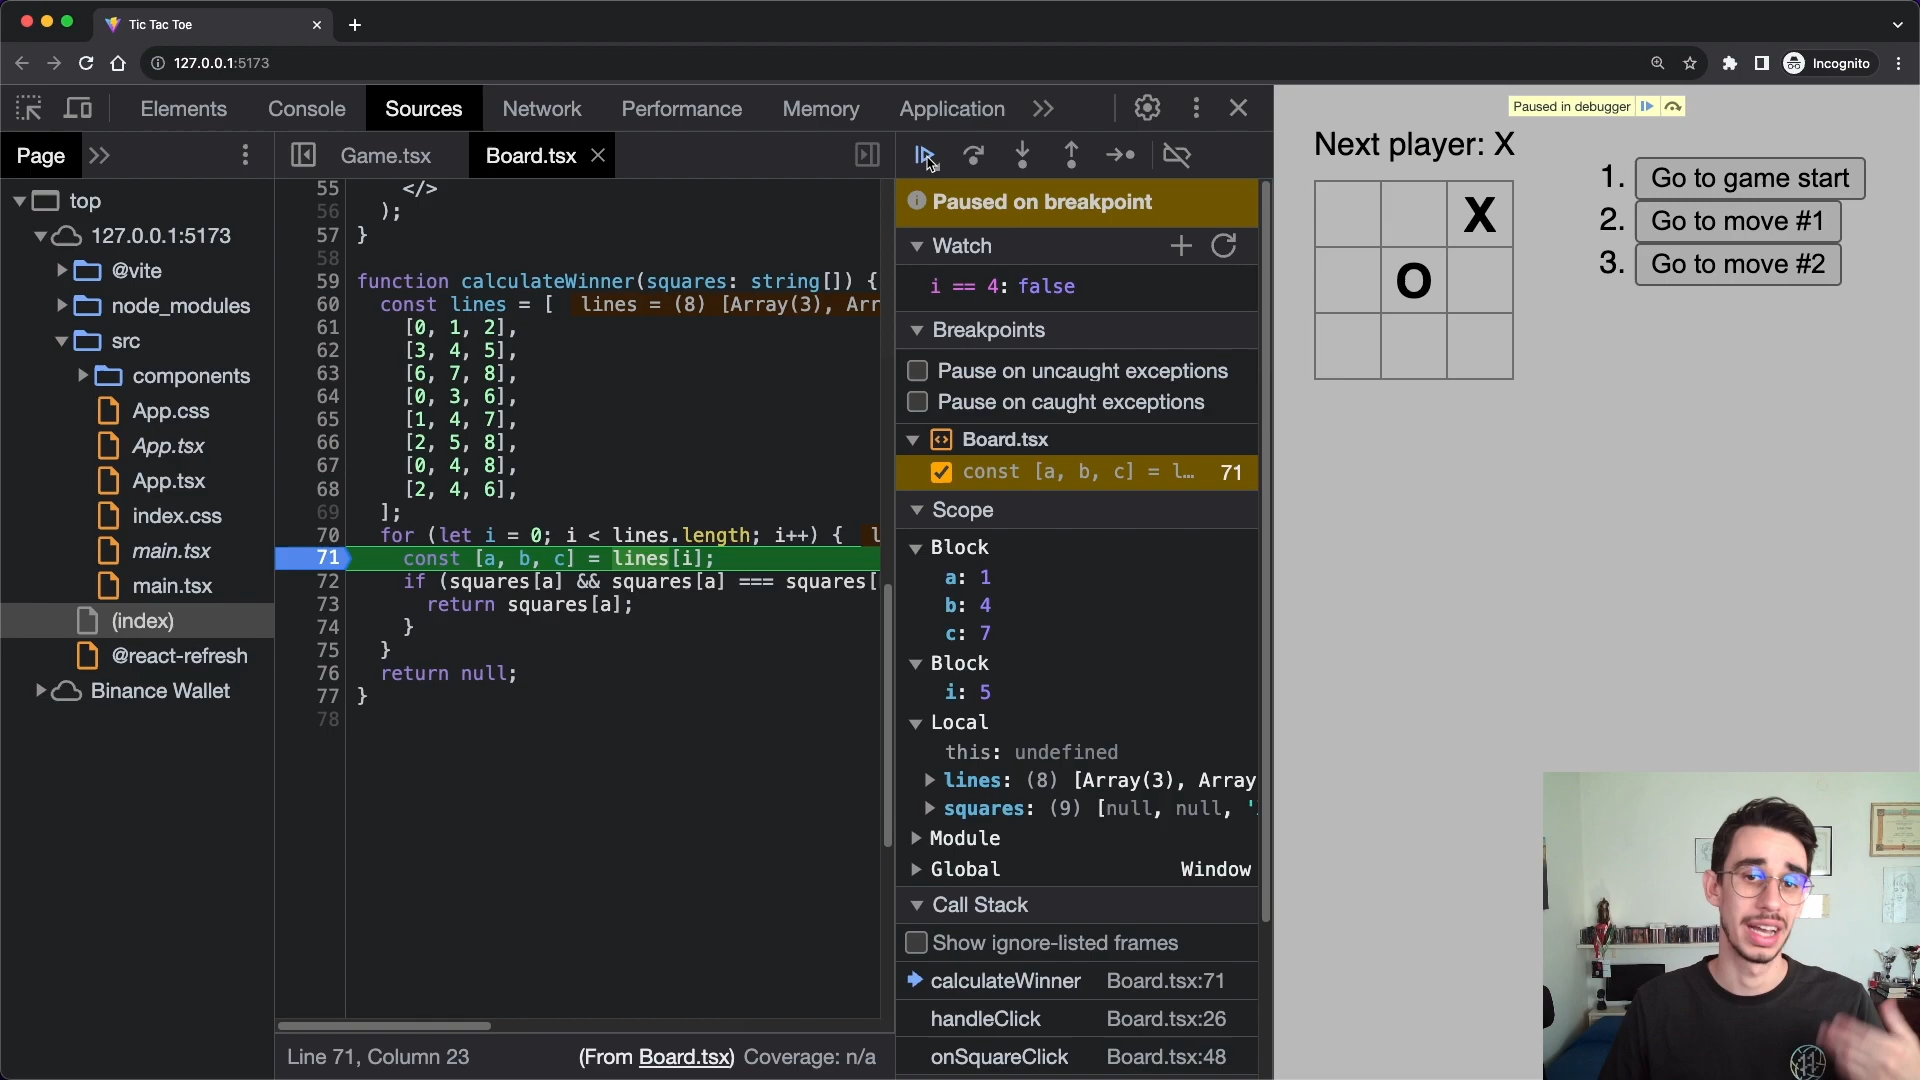 Tic Tac Toe
127.0.0.1:5173
Incognito
Elements Console Sources Network Performance Memory Application
Page
Game.tsx Board.tsx
top
127.0.0.1:5173
@vite
node_modules
src
components
App.css
App.tsx
App.tsx
index.css
main.tsx
main.tsx
(index)
@react-refresh
Binance Wallet
55 </>
56 );
57 }
58
59 function calculateWinner(squares: string[]) {
60 const lines = [ lines = (8) [Array(3), Arr
61 [0, 1, 2],
62 [3, 4, 5],
63 [6, 7, 8],
64 [0, 3, 6],
65 [1, 4, 7],
66 [2, 5, 8],
67 [0, 4, 8],
68 [2, 4, 6],
69 ];
70 for (let i = 0; i < lines.length; i++) { l
71 const [a, b, c] = lines[i];
72 if (squares[a] && squares[a] === squares[
73 return squares[a];
74 }
75 }
76 return null;
77 }
78
Line 71, Column 23 (From Board.tsx) Coverage: n/a
Paused on breakpoint
Watch
i == 4: false
Breakpoints
Pause on uncaught exceptions
Pause on caught exceptions
Board.tsx
const [a, b, c] = l… 71
Scope
Block
a: 1
b: 4
c: 7
Block
i: 5
Local
this: undefined
lines: (8) [Array(3), Array
squares: (9) [null, null, '
Module
Global Window
Call Stack
Show ignore-listed frames
calculateWinner Board.tsx:71
handleClick Board.tsx:26
onSquareClick Board.tsx:48
Paused in debugger
Next player: X
X
O
1. Go to game start
2. Go to move #1
3. Go to move #2